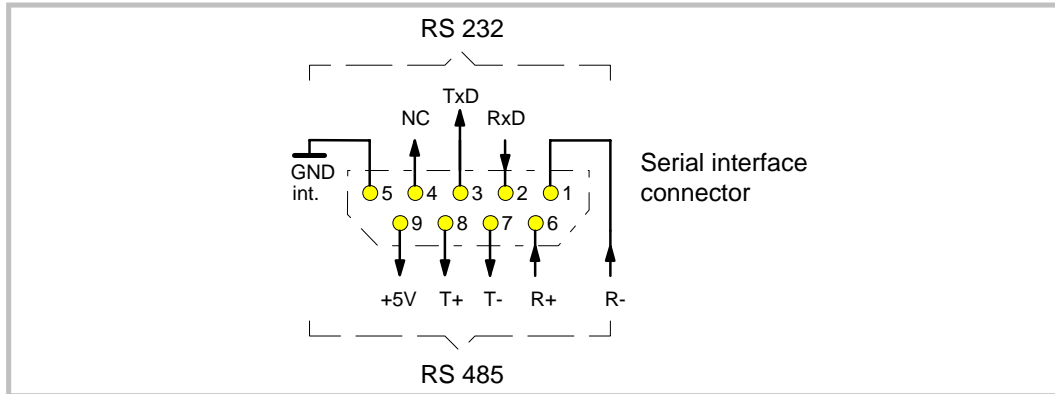 RS 232
TxD
NC
RxD
GND
int.
Serial interface
connector
5 4 3 2 1
9 8 7 6
+5V T+ T- R+ R-
RS 485